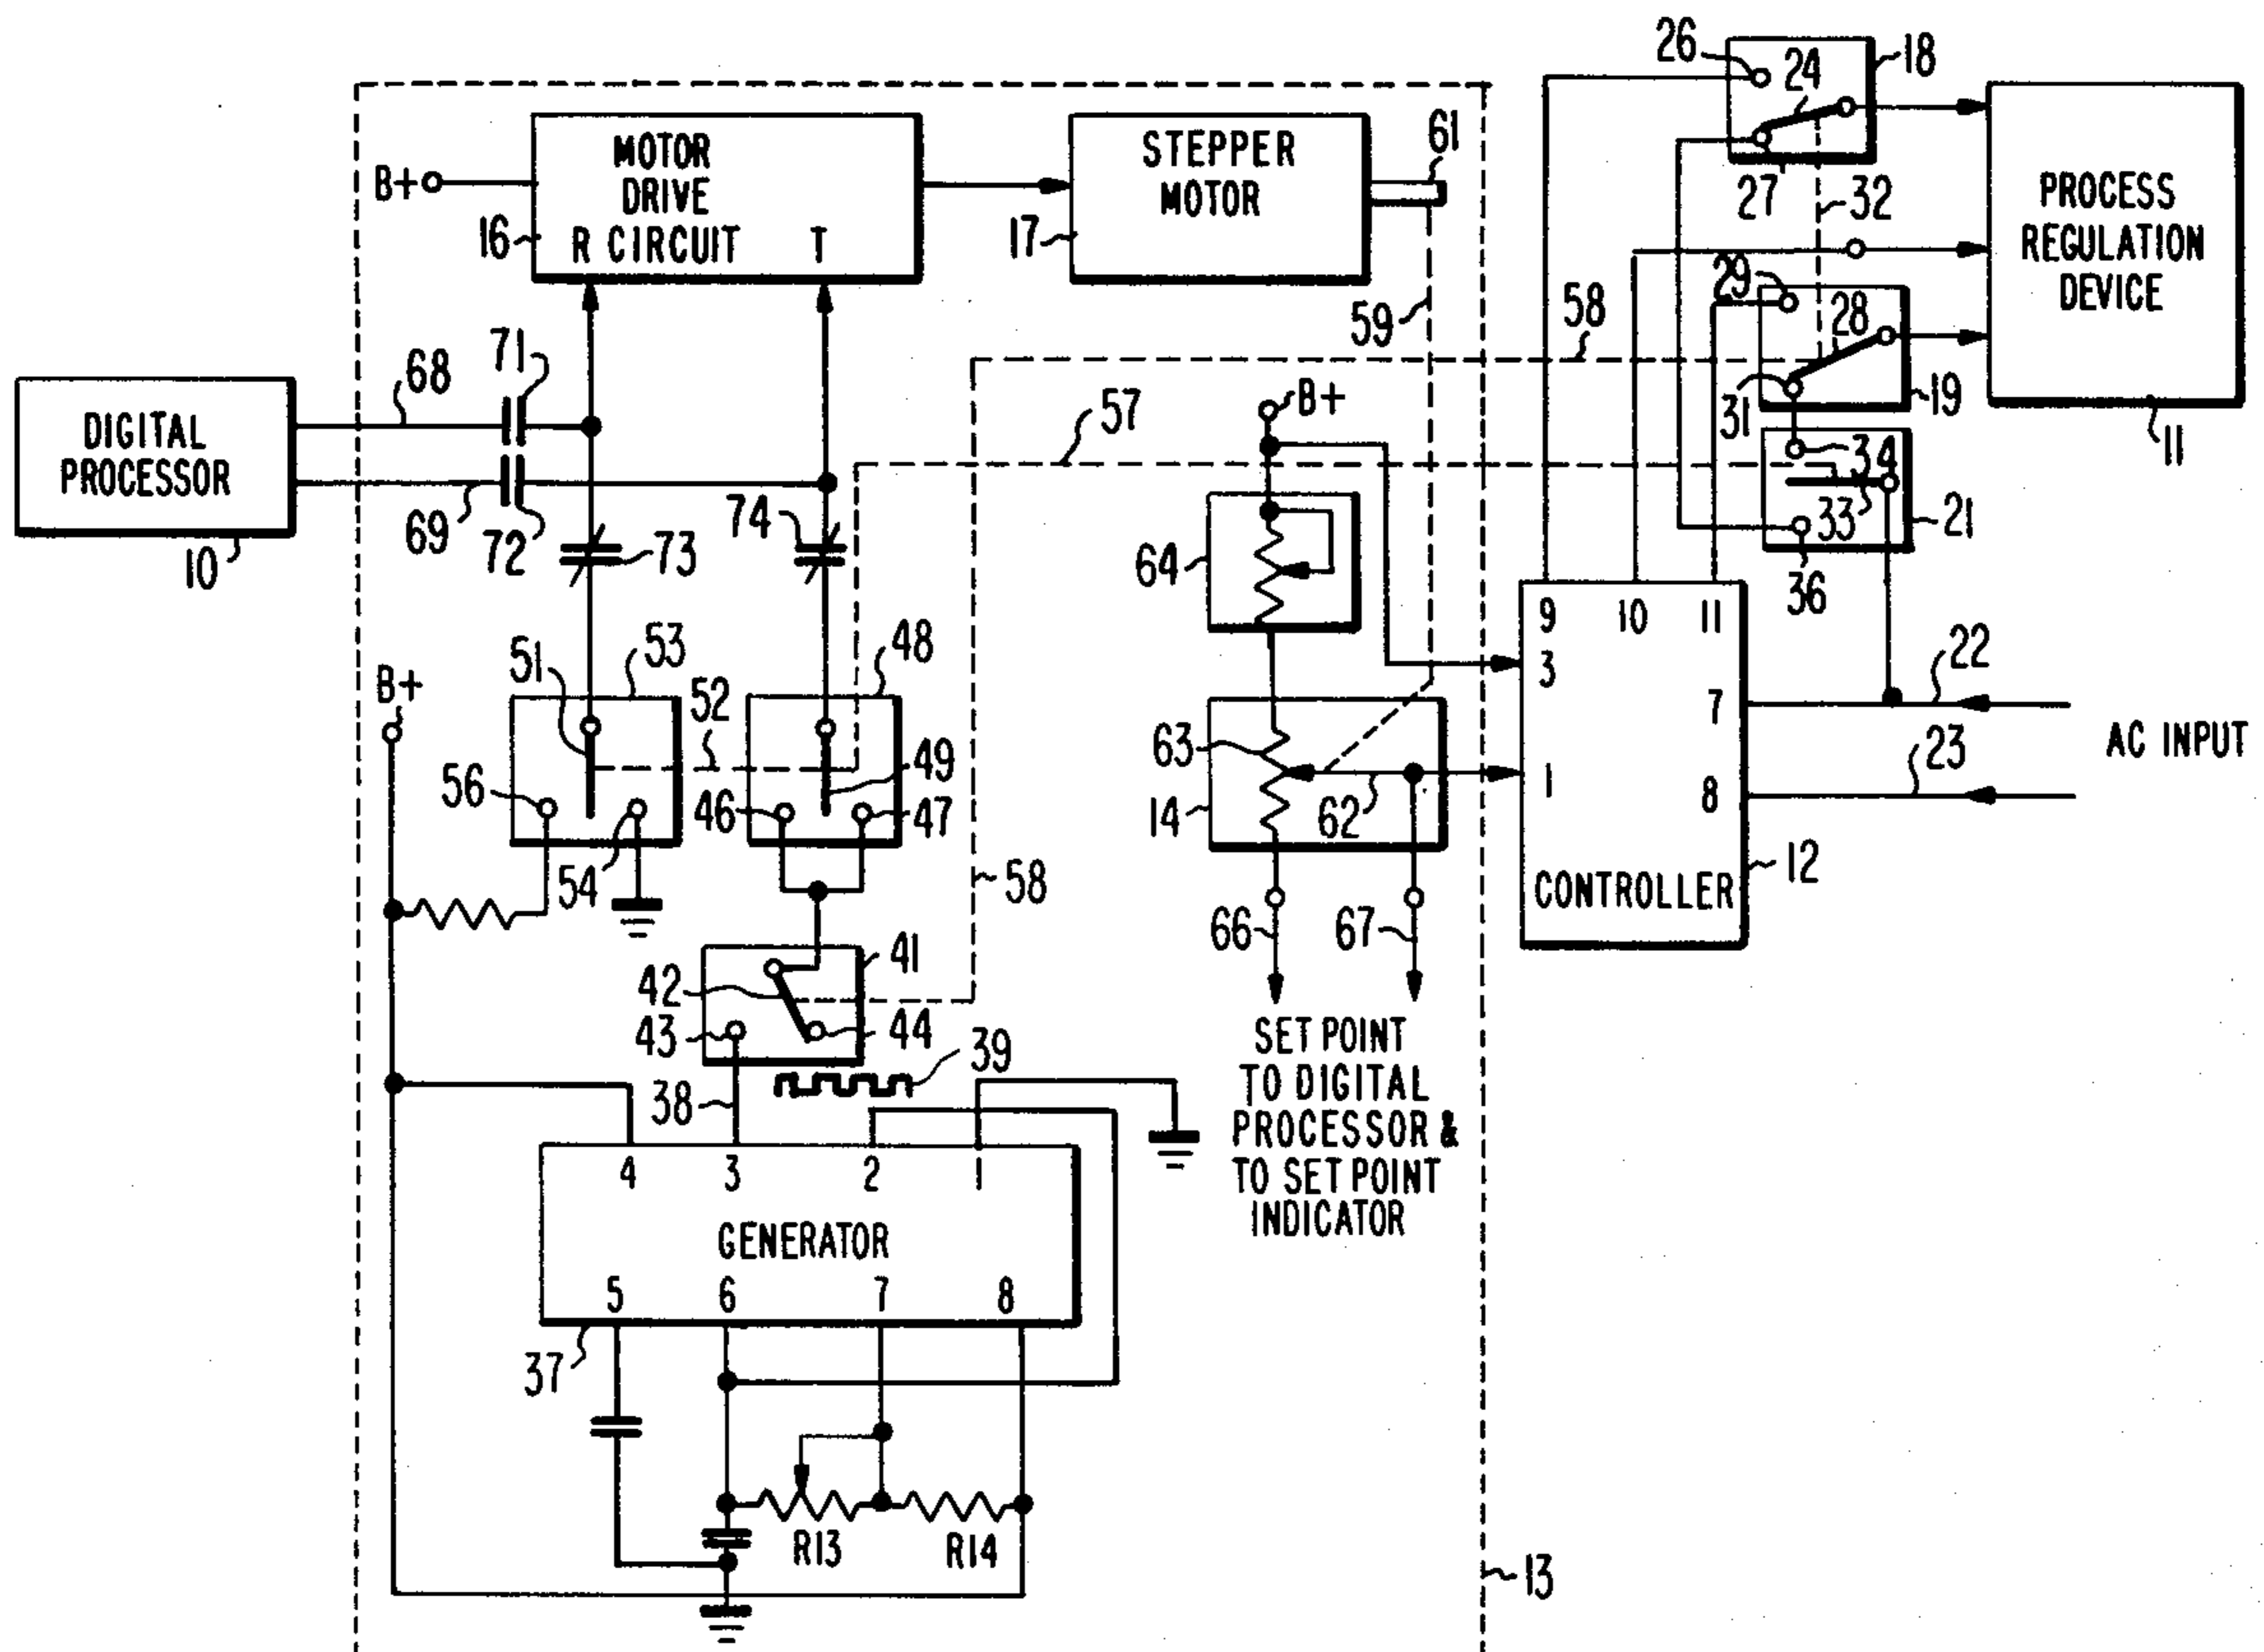 26
24
18
B+
MOTOR
DRIVE
R CIRCUIT T
16
STEPPER
MOTOR
17
61
27
32
PROCESS
REGULATION
DEVICE
11
29
28
58
59
31
19
DIGITAL
PROCESSOR
10
68
71
69
72
73
74
57
B+
34
33
21
36
64
9 10 11
3
7
1
8
CONTROLLER
12
22
23
AC INPUT
B+
51
53
52
48
49
56
54
46
47
63
14
62
58
66
67
41
42
43
44
39
38
SET POINT
TO DIGITAL
PROCESSOR &
TO SET POINT
INDICATOR
4 3 2 1
GENERATOR
5 6 7 8
37
R13
R14
13